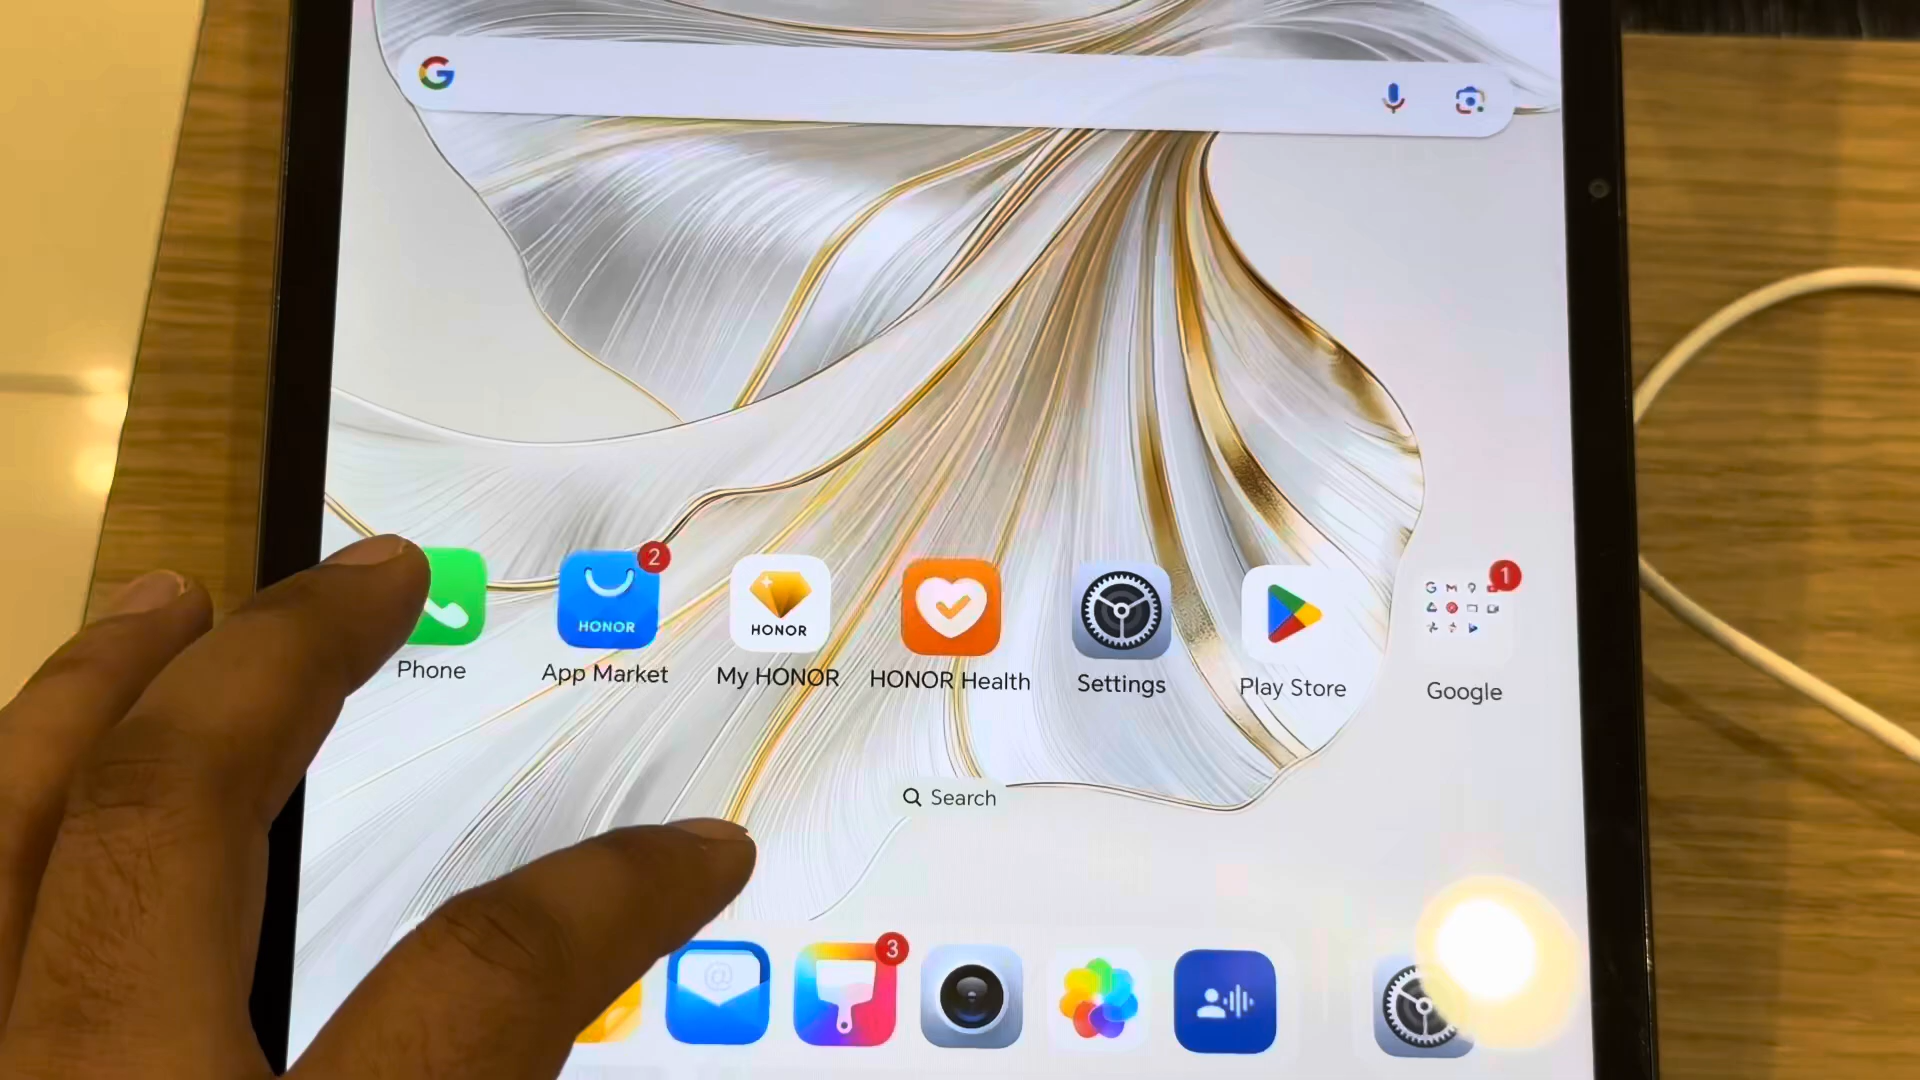 G
2
HONOR
HONOR
1
Phone
App Market
My HONOR
HONOR Health
Settings
Play Store
Google
Search
@
3